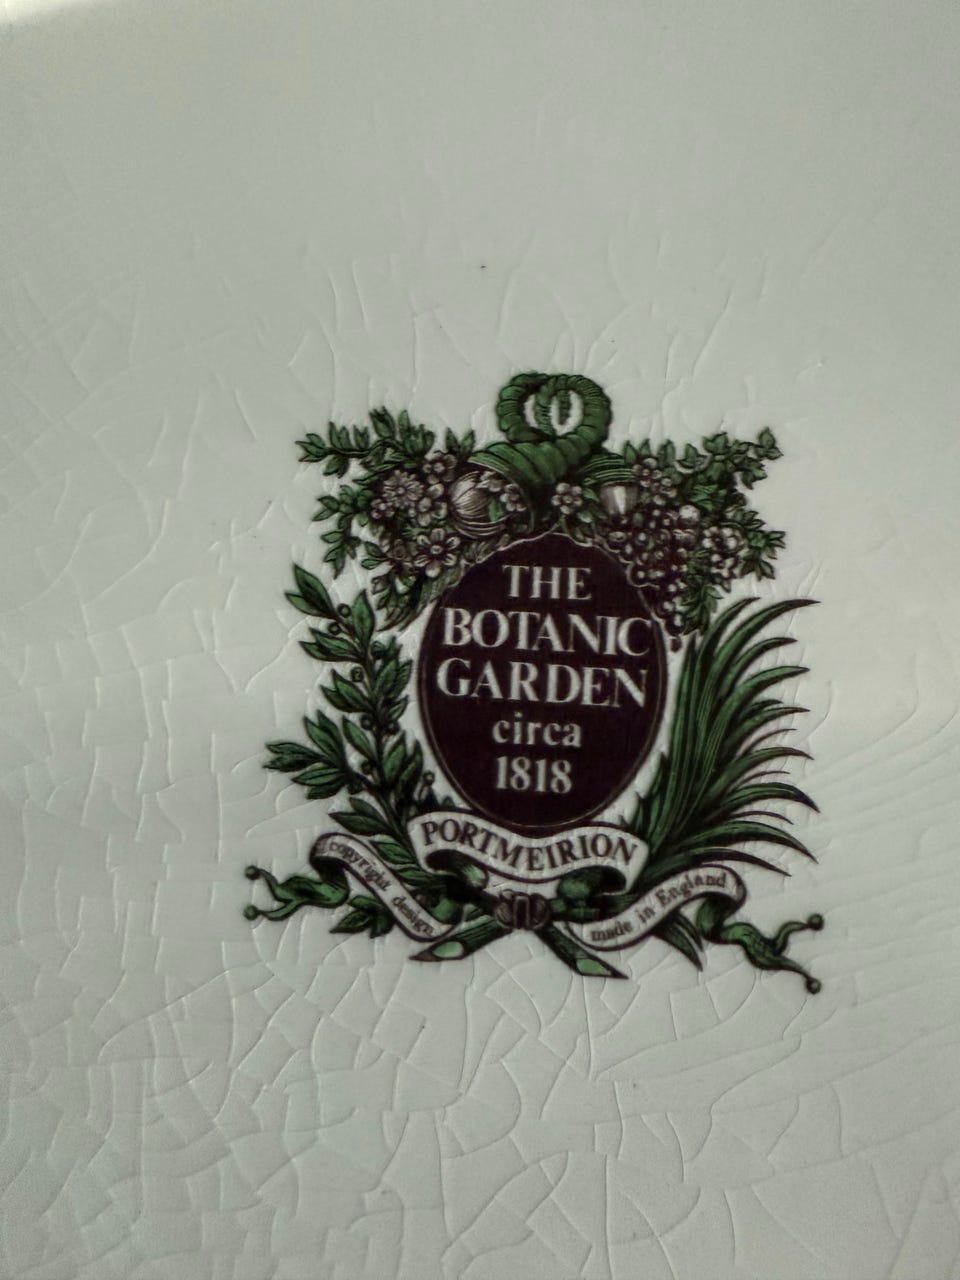 THE
BOTANIC
GARDEN
circa
1818
PORTMEIRION
copyright design
made in England